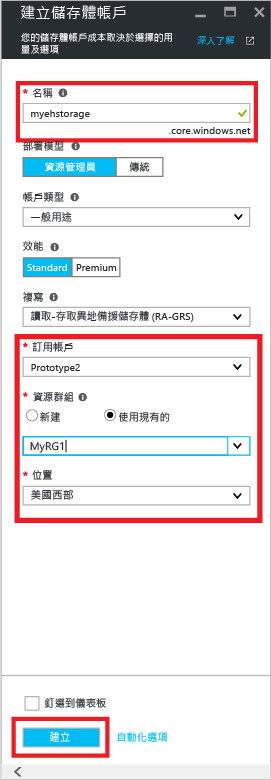 建立儲存體帳戶
您的儲存體帳戶成本取決於選擇的用
量及選項
深入了解
* 名稱
myehstorage
.core.windows.net
部署模型
資源管理員 傳統
帳戶類型
一般用途
效能
Standard Premium
複寫
讀取-存取異地備援儲存體 (RA-GRS)
* 訂用帳戶
Prototype2
* 資源群組
新建 使用現有的
MyRG1
* 位置
美國西部
釘選到儀表板
建立 自動化選項